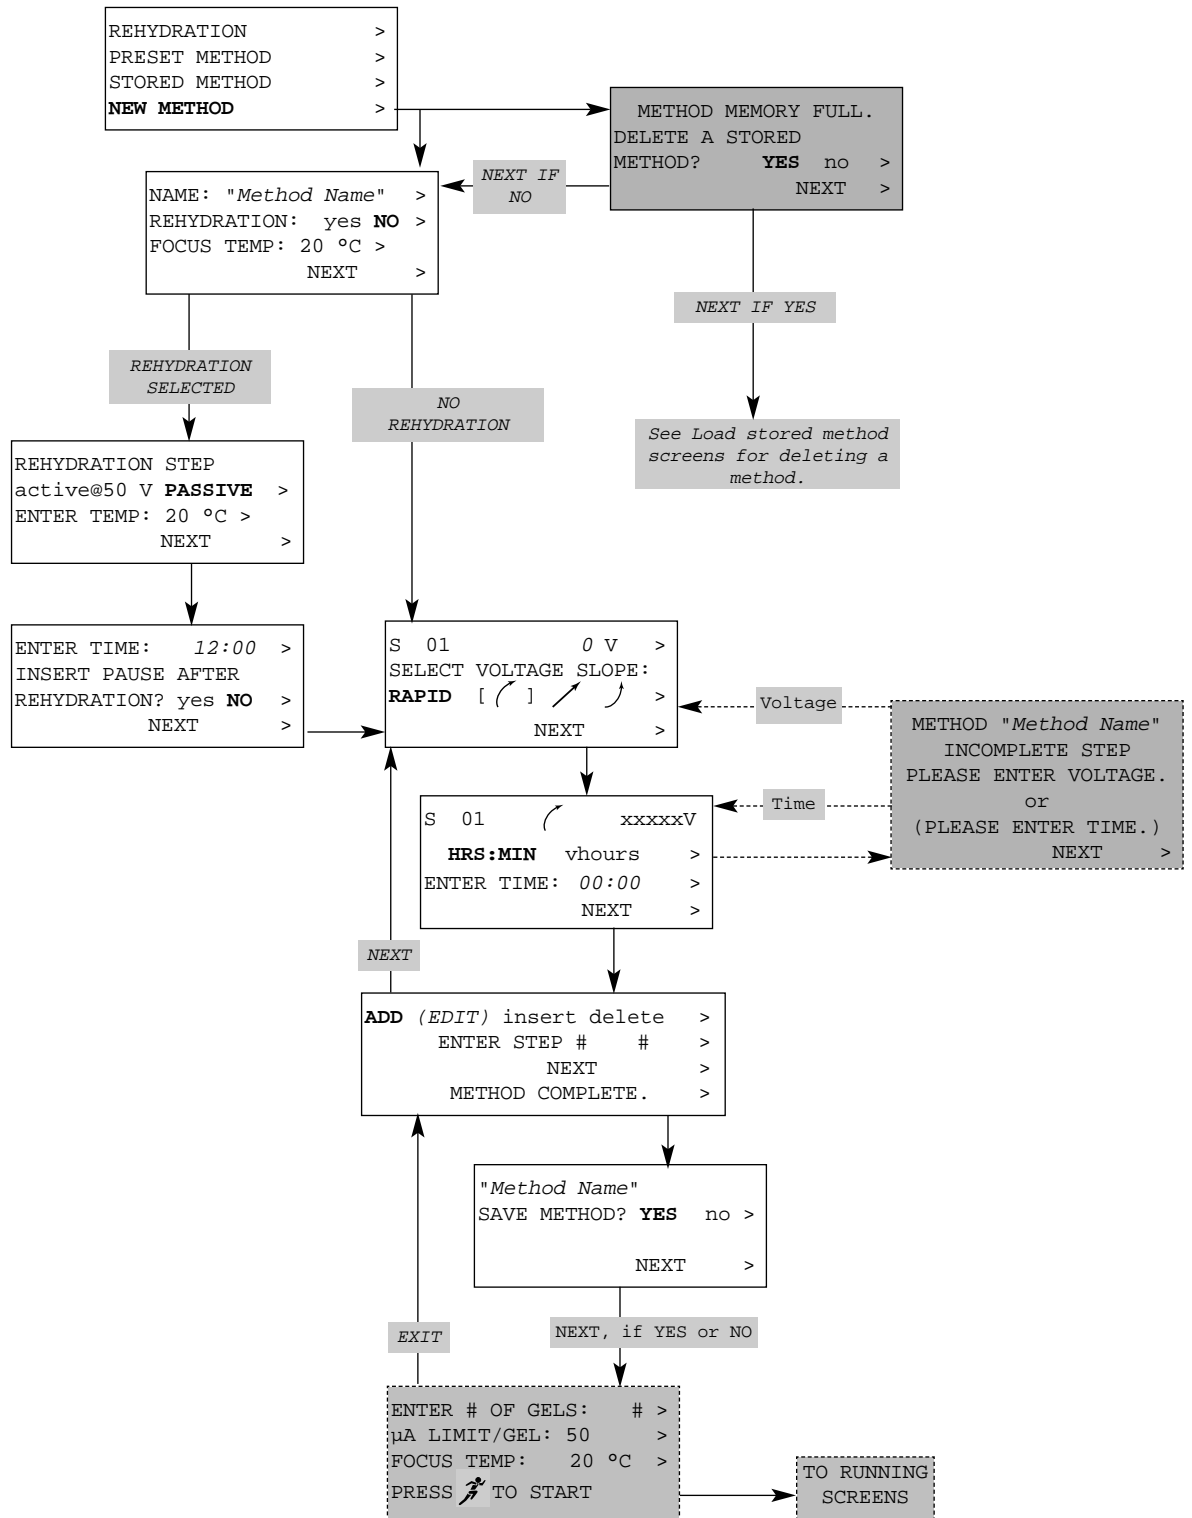 REHYDRATION >
PRESET METHOD >
STORED METHOD >
NEW METHOD >
METHOD MEMORY FULL.
DELETE A STORED
METHOD? YES no >
NEXT >
NEXT IF
NO
NAME: "Method Name" >
REHYDRATION: yes NO >
FOCUS TEMP: 20 °C >
NEXT >
NEXT IF YES
REHYDRATION
SELECTED
NO
REHYDRATION
See Load stored method
screens for deleting a
method.
REHYDRATION STEP
active@50 V PASSIVE >
ENTER TEMP: 20 °C >
NEXT >
ENTER TIME: 12:00 >
INSERT PAUSE AFTER
REHYDRATION? yes NO >
NEXT >
S 01 0 V >
SELECT VOLTAGE SLOPE:
RAPID [ ] >
NEXT >
Voltage
METHOD "Method Name"
INCOMPLETE STEP
PLEASE ENTER VOLTAGE.
or
(PLEASE ENTER TIME.)
NEXT >
Time
S 01 xxxxxV
HRS:MIN vhours >
ENTER TIME: 00:00 >
NEXT >
NEXT
ADD (EDIT) insert delete >
ENTER STEP # # >
NEXT >
METHOD COMPLETE. >
"Method Name"
SAVE METHOD? YES no >
NEXT >
EXIT
NEXT, if YES or NO
ENTER # OF GELS: # >
µA LIMIT/GEL: 50 >
FOCUS TEMP: 20 °C >
PRESS TO START
TO RUNNING
SCREENS